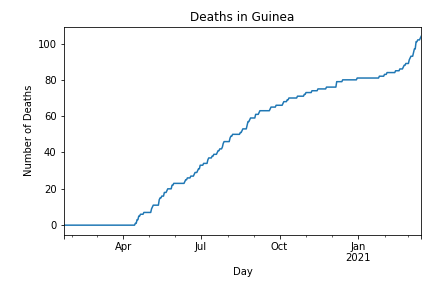 Deaths in Guinea
Number of Deaths
100
80
60
40
20
0
Apr
Jul
Oct
Jan
2021
Day